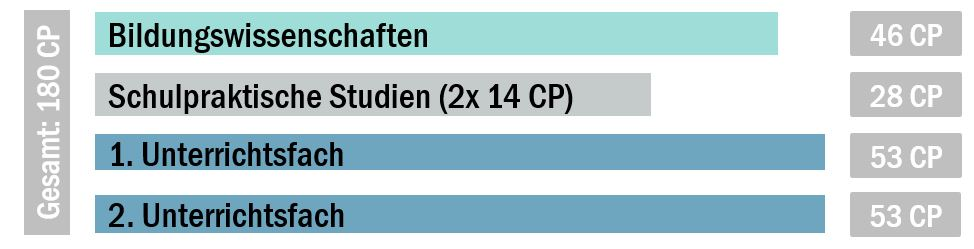 Gesamt: 180 CP
Bildungswissenschaften 46 CP
Schulpraktische Studien (2x 14 CP) 28 CP
1. Unterrichtsfach 53 CP
2. Unterrichtsfach 53 CP